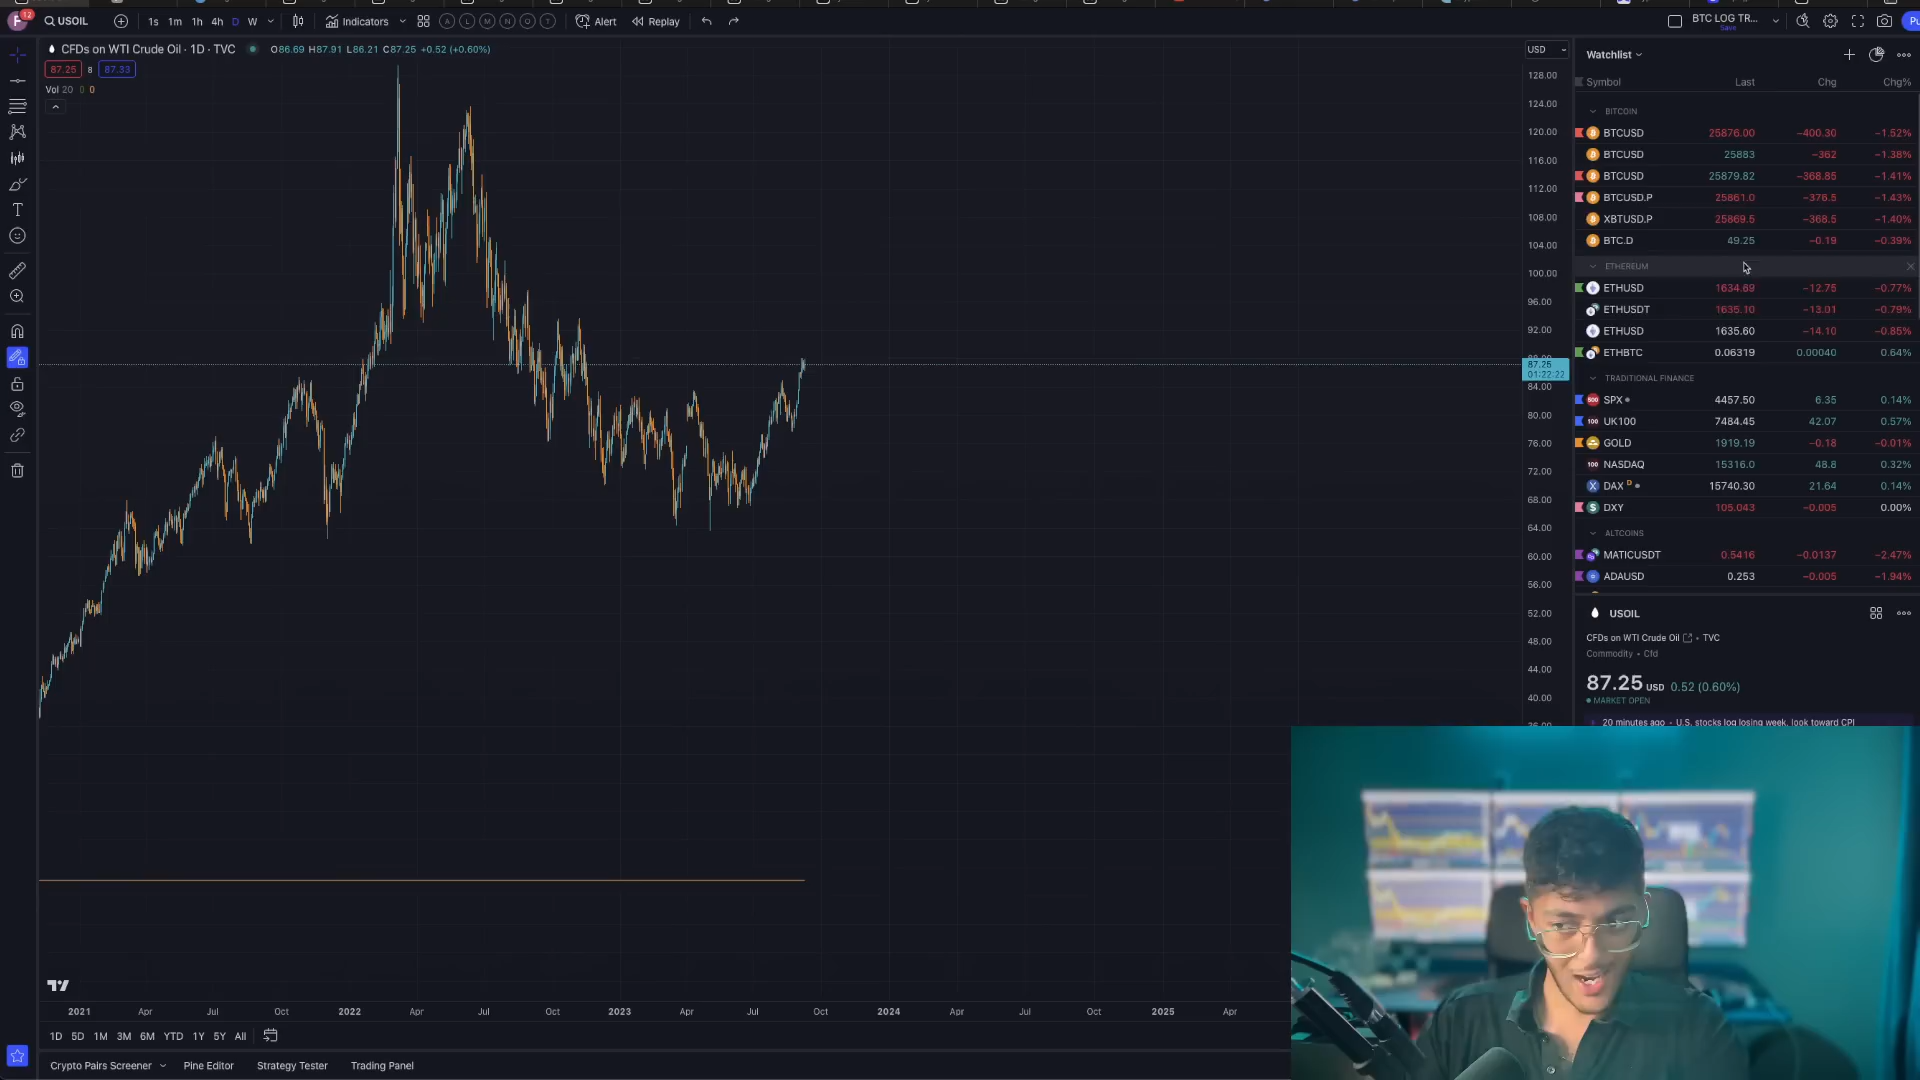 12
USOIL
1s 1m 1h 4h D W
Indicators
A L M N O T
Alert
Replay
BTC LOG TR...
Save
CFDs on WTI Crude Oil · 1D · TVC
O86.69 H87.91 L86.21 C87.25 +0.52 (+0.60%)
87.25 8 87.33
Vol 20 0 0
USD
128.00
124.00
120.00
116.00
112.00
108.00
104.00
100.00
96.00
92.00
88.00
87.25
01:22:22
84.00
80.00
76.00
72.00
68.00
64.00
60.00
56.00
52.00
48.00
44.00
40.00
36.00
2021 Apr Jul Oct 2022 Apr Jul Oct 2023 Apr Jul Oct 2024 Apr Jul Oct 2025 Apr
1D 5D 1M 3M 6M YTD 1Y 5Y All
Crypto Pairs Screener Pine Editor Strategy Tester Trading Panel
Watchlist
Symbol Last Chg Chg%
BITCOIN
BTCUSD 25876.00 −400.30 −1.52%
BTCUSD 25883 −362 −1.38%
BTCUSD 25879.82 −368.85 −1.41%
BTCUSD.P 25861.0 −376.5 −1.43%
XBTUSD.P 25869.5 −368.5 −1.40%
BTC.D 49.25 −0.19 −0.39%
ETHEREUM
ETHUSD 1634.89 −12.75 −0.77%
ETHUSDT 1635.10 −13.01 −0.79%
ETHUSD 1635.60 −14.10 −0.85%
ETHBTC 0.06319 0.00040 0.64%
TRADITIONAL FINANCE
500 SPX 4457.50 6.35 0.14%
100 UK100 7484.45 42.07 0.57%
GOLD 1919.19 −0.18 −0.01%
100 NASDAQ 15316.0 48.8 0.32%
DAX D 15740.30 21.64 0.14%
DXY 105.043 −0.005 0.00%
ALTCOINS
MATICUSDT 0.5416 −0.0137 −2.47%
ADAUSD 0.253 −0.005 −1.94%
USOIL
CFDs on WTI Crude Oil • TVC
Commodity • Cfd
87.25 USD 0.52 (0.60%)
MARKET OPEN
20 minutes ago • U.S. stocks log losing week, look toward CPI